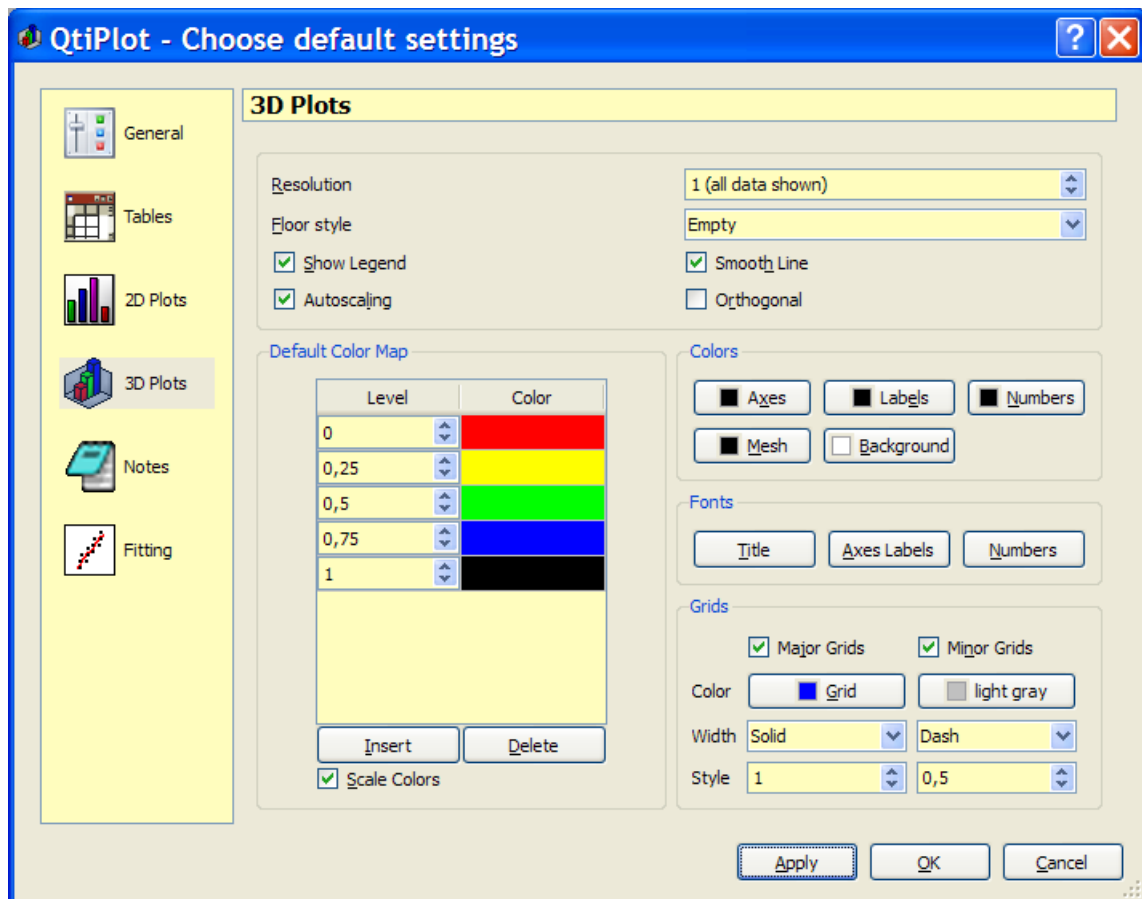 QtiPlot - Choose default settings
General
Tables
2D Plots
3D Plots
Notes
Fitting
3D Plots
Resolution 1 (all data shown)
Floor style Empty
Show Legend Smooth Line
Autoscaling Orthogonal
Default Color Map
Level Color
0
0,25
0,5
0,75
1
Insert Delete
Scale Colors
Colors
Axes Labels Numbers
Mesh Background
Fonts
Title Axes Labels Numbers
Grids
Major Grids Minor Grids
Color Grid light gray
Width Solid Dash
Style 1 0,5
Apply OK Cancel